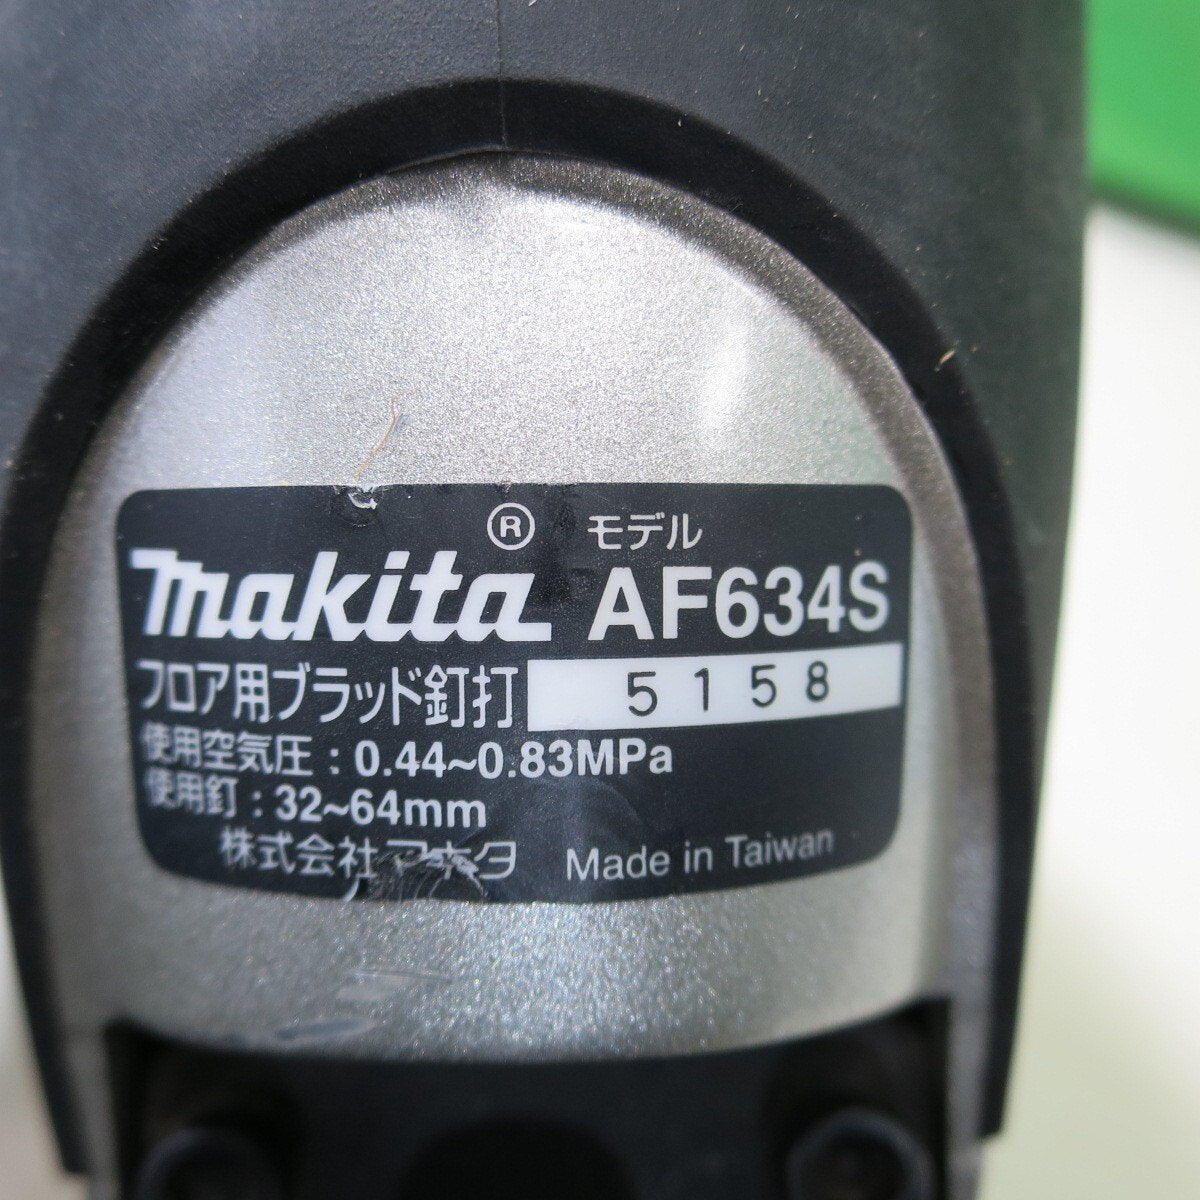 ® モデル
makita AF634S
フロア用ブラッド釘打 5158
使用空気圧：0.44~0.83MPa
使用釘：32~64mm
株式会社マキタ Made in Taiwan